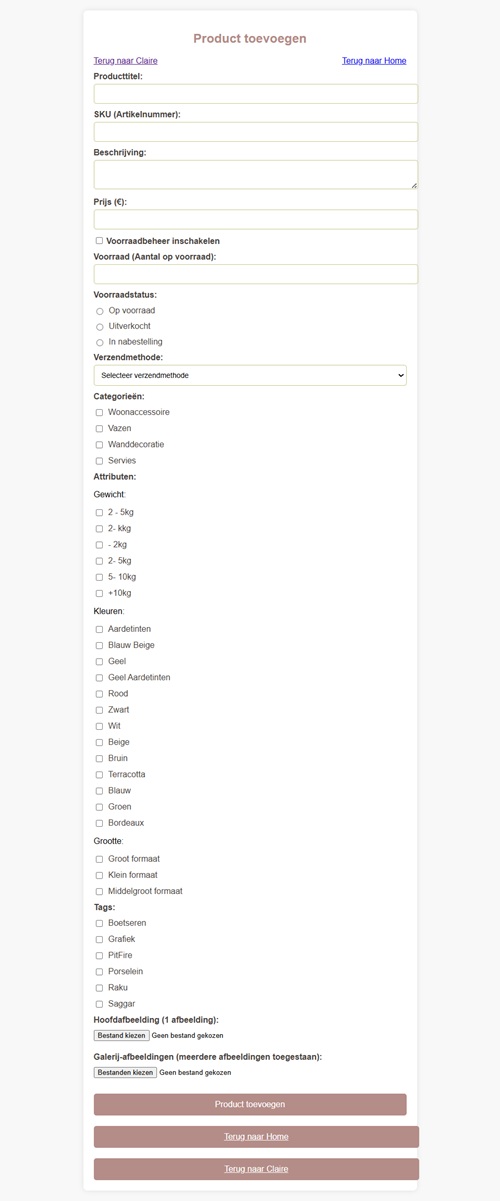 Product toevoegen
Terug naar Claire Terug naar Home
Producttitel:
SKU (Artikelnummer):
Beschrijving:
Prijs (€):
Voorraadbeheer inschakelen
Voorraad (Aantal op voorraad):
Voorraadstatus:
Op voorraad
Uitverkocht
In nabestelling
Verzendmethode:
Selecteer verzendmethode
Categorieën:
Woonaccessoire
Vazen
Wanddecoratie
Servies
Attributen:
Gewicht:
2 - 5kg
2- kkg
- 2kg
2- 5kg
5- 10kg
+10kg
Kleuren:
Aardetinten
Blauw Beige
Geel
Geel Aardetinten
Rood
Zwart
Wit
Beige
Bruin
Terracotta
Blauw
Groen
Bordeaux
Grootte:
Groot formaat
Klein formaat
Middelgroot formaat
Tags:
Boetseren
Grafiek
PitFire
Porselein
Raku
Saggar
Hoofdafbeelding (1 afbeelding):
Bestand kiezen Geen bestand gekozen
Galerij-afbeeldingen (meerdere afbeeldingen toegestaan):
Bestanden kiezen Geen bestand gekozen
Product toevoegen
Terug naar Home
Terug naar Claire